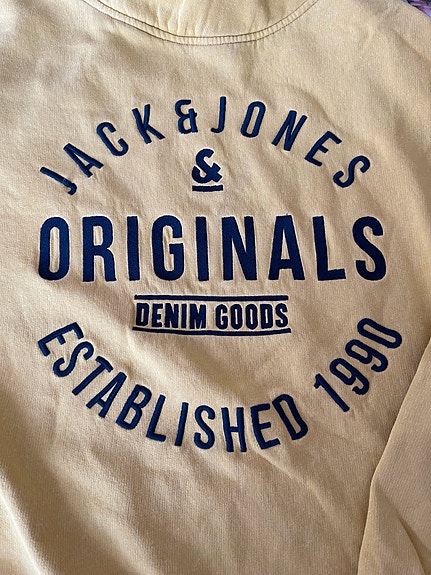 JACK&JONES
&
ORIGINALS
DENIM GOODS
ESTABLISHED 1990